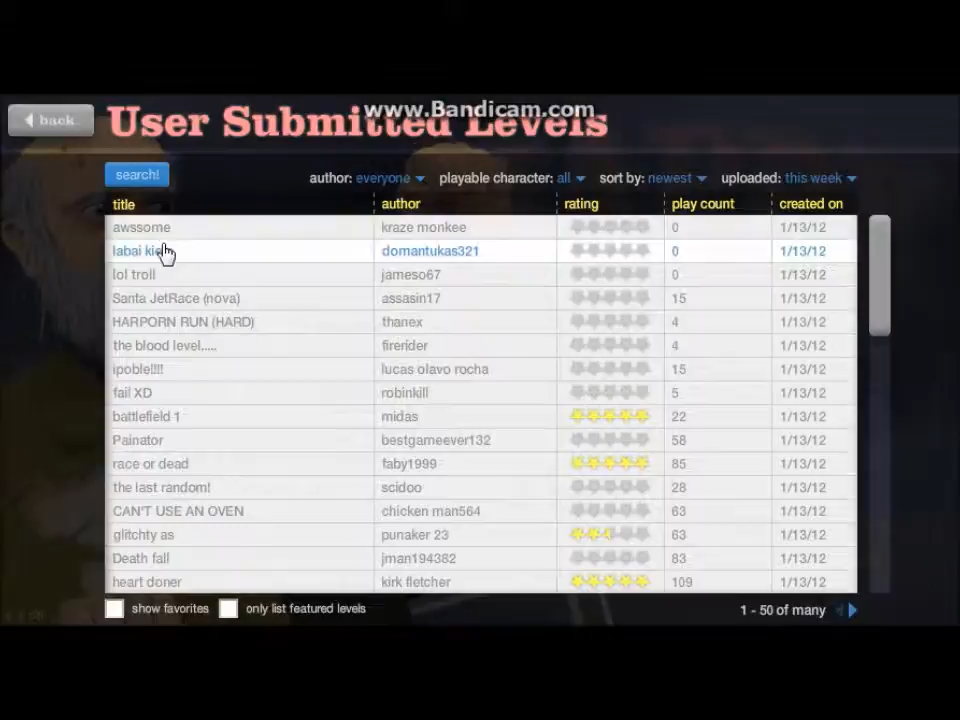 www.Bandicam.com
back
User Submitted Levels
search!
author: everyone playable character: all sort by: newest uploaded: this week
title author rating play count created on
awssome kraze monkee 0 1/13/12
labai domantukas321 0 1/13/12
lol troll jameso67 0 1/13/12
Santa JetRace (nova) assasin17 15 1/13/12
HARPORN RUN (HARD) thanex 4 1/13/12
the blood level..... firerider 4 1/13/12
ipoble!!!! lucas olavo rocha 15 1/13/12
fail XD robinkill 5 1/13/12
battlefield 1 midas 22 1/13/12
Painator bestgameever132 58 1/13/12
race or dead faby1999 85 1/13/12
the last random! scidoo 28 1/13/12
CAN'T USE AN OVEN chicken man564 63 1/13/12
glitchty as punaker 23 63 1/13/12
Death fall jman194382 83 1/13/12
heart doner kirk fletcher 109 1/13/12
show favorites only list featured levels 1 - 50 of many